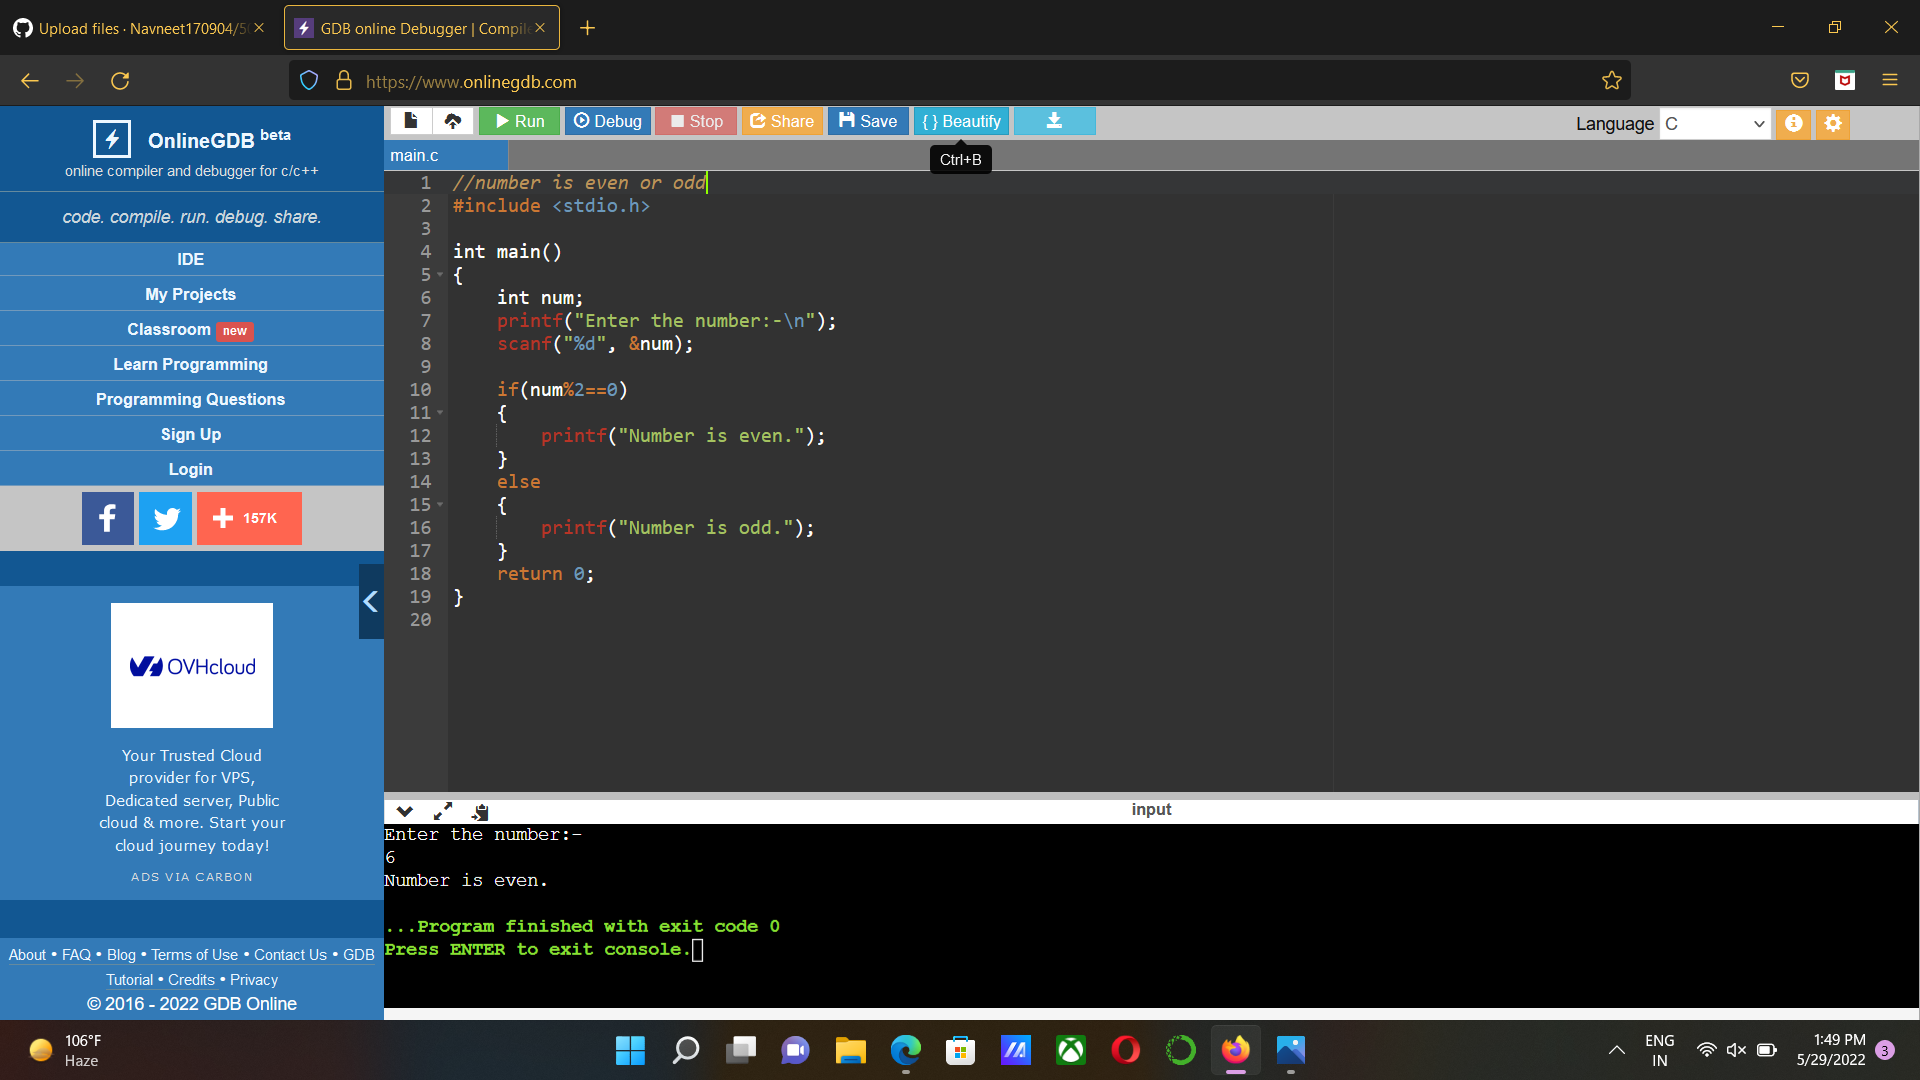 Upload files · Navneet170904/5
GDB online Debugger | Compile
https://www.onlinegdb.com
OnlineGDB beta
online compiler and debugger for c/c++
code. compile. run. debug. share.
IDE
My Projects
Classroom new
Learn Programming
Programming Questions
Sign Up
Login
157K
OVHcloud
Your Trusted Cloud
provider for VPS,
Dedicated server, Public
cloud & more. Start your
cloud journey today!
ADS VIA CARBON
About • FAQ • Blog • Terms of Use • Contact Us • GDB
Tutorial • Credits • Privacy
© 2016 - 2022 GDB Online
Run Debug Stop Share Save { } Beautify
Language C
Ctrl+B
main.c
1 //number is even or odd
2 #include <stdio.h>
3
4 int main()
5 {
6     int num;
7     printf("Enter the number:-\n");
8     scanf("%d", &num);
9
10     if(num%2==0)
11     {
12         printf("Number is even.");
13     }
14     else
15     {
16         printf("Number is odd.");
17     }
18     return 0;
19 }
20
input
Enter the number:-
6
Number is even.
...Program finished with exit code 0
Press ENTER to exit console.
106°F
Haze
ENG
IN
1:49 PM
5/29/2022
3